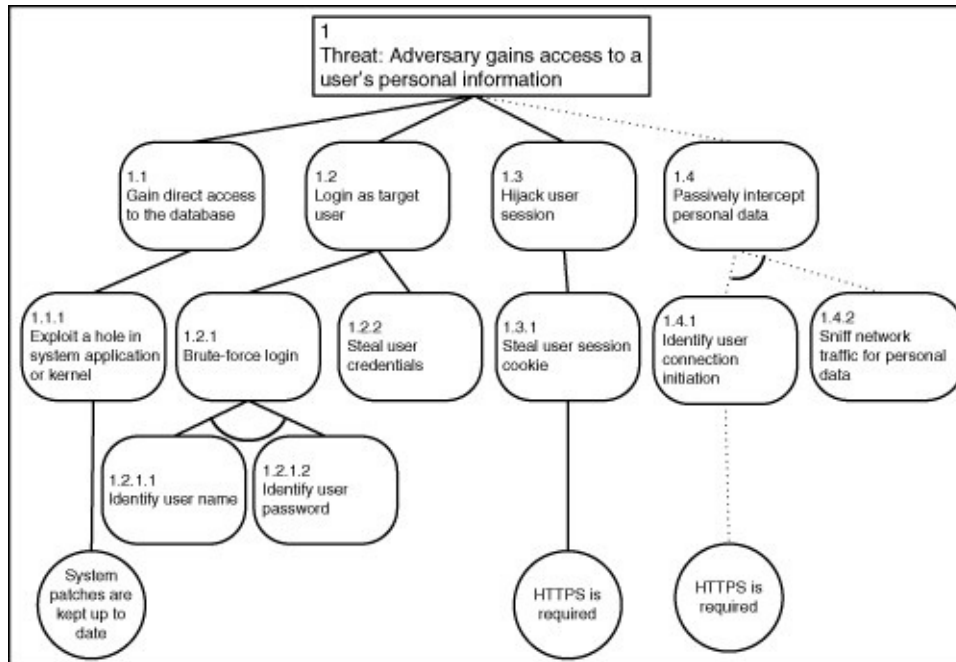 1
Threat: Adversary gains access to a
user's personal information
1.1
Gain direct access
to the database
1.2
Login as target
user
1.3
Hijack user
session
1.4
Passively intercept
personal data
1.1.1
Exploit a hole in
system application
or kernel
1.2.1
Brute-force login
1.2.2
Steal user
credentials
1.3.1
Steal user session
cookie
1.4.1
Identify user
connection
initiation
1.4.2
Sniff network
traffic for personal
data
1.2.1.1
Identify user name
1.2.1.2
Identify user
password
System
patches are
kept up to
date
HTTPS is
required
HTTPS is
required